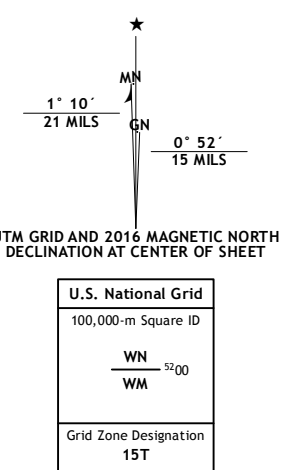 ★
MN
1° 10´
21 MILS
GN
0° 52´
15 MILS
UTM GRID AND 2016 MAGNETIC NORTH
DECLINATION AT CENTER OF SHEET
U.S. National Grid
100,000-m Square ID
WN
5200
WM
Grid Zone Designation
15T